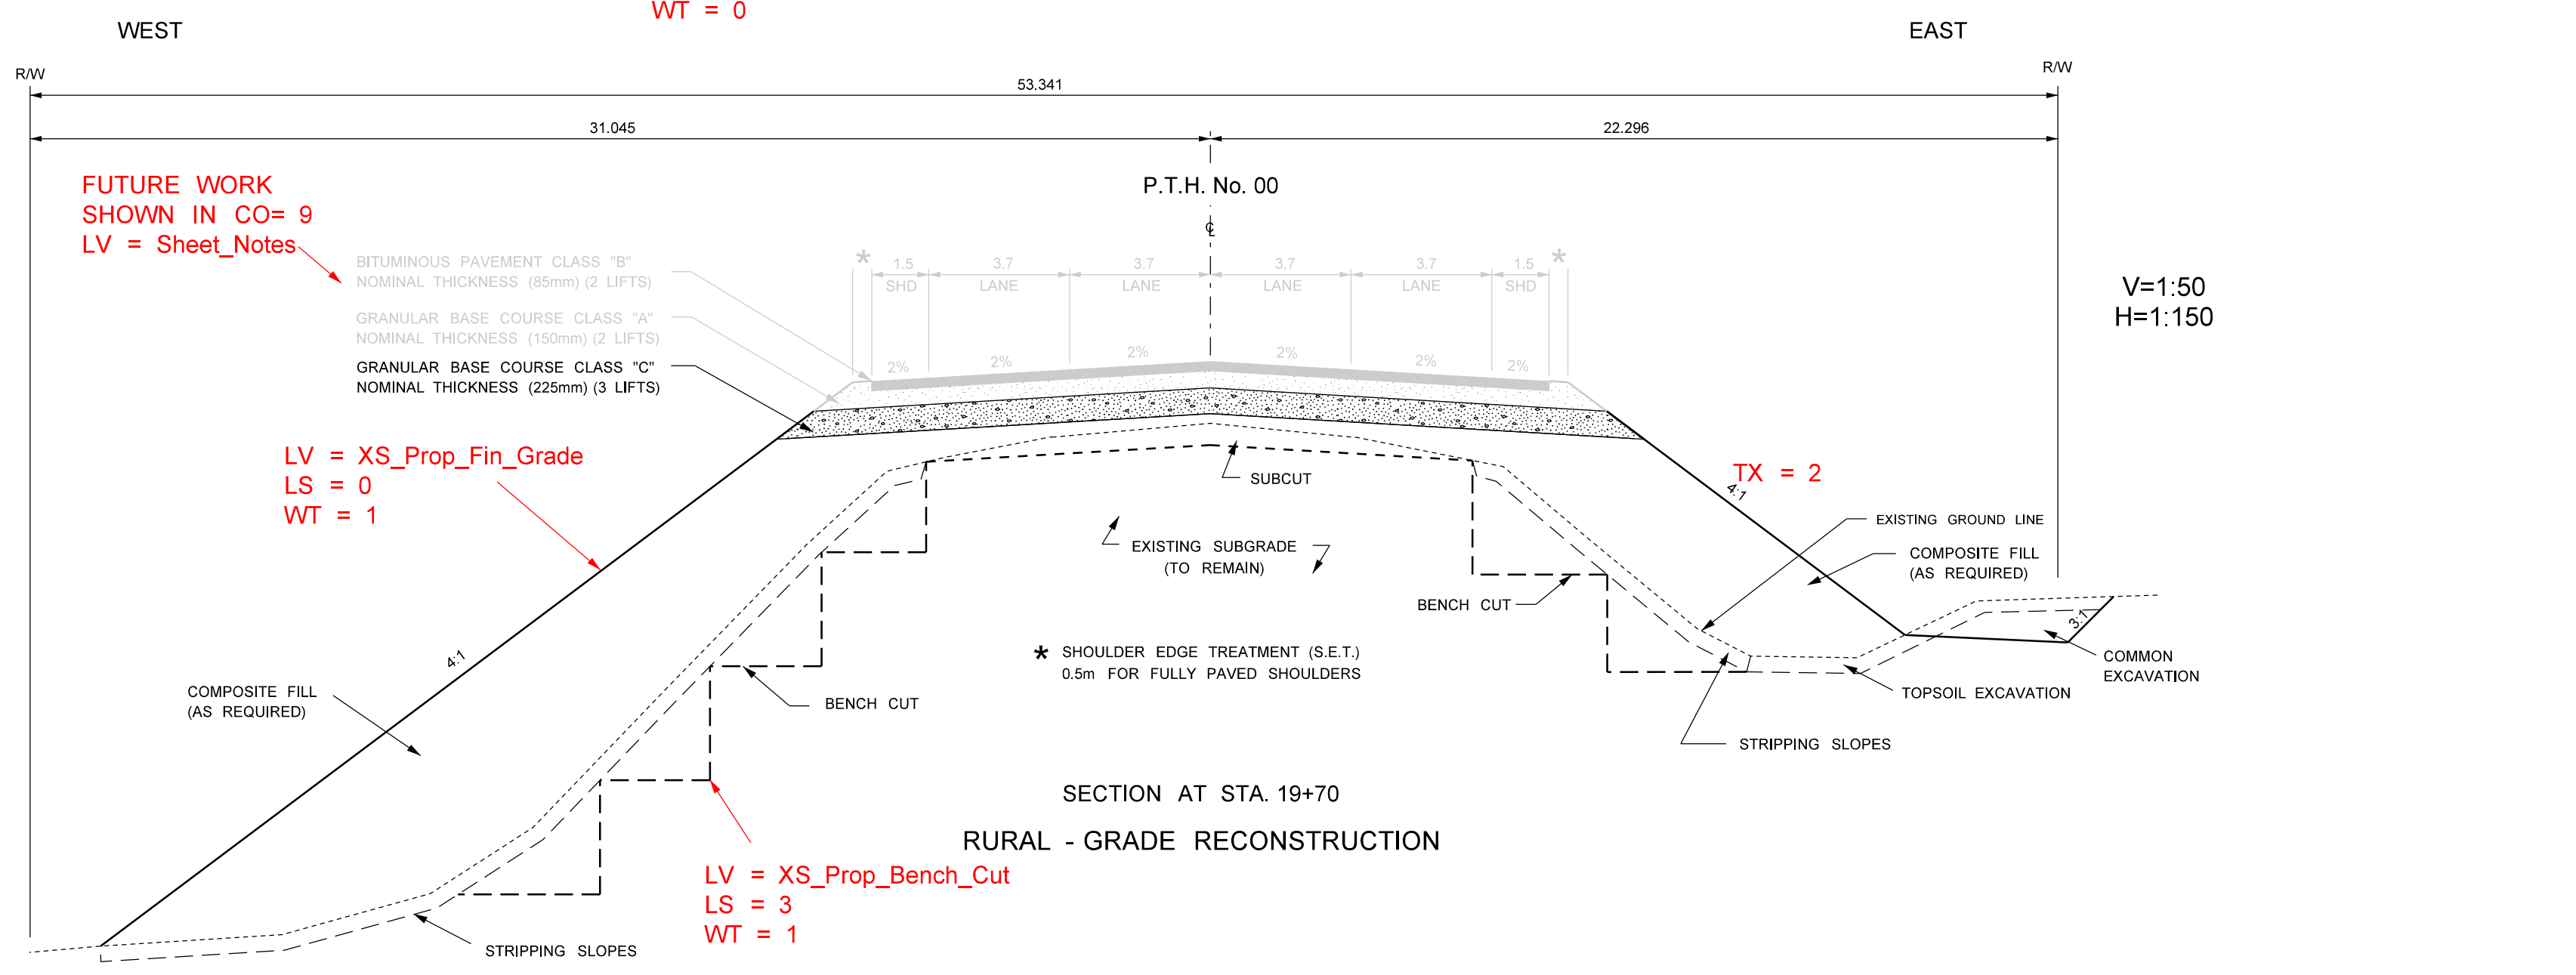 WT = 0
WEST
EAST
R/W
R/W
53.341
31.045
22.296
FUTURE WORK
SHOWN IN CO= 9
LV = Sheet_Notes
P.T.H. No. 00
℄
BITUMINOUS PAVEMENT CLASS "B"
NOMINAL THICKNESS (85mm) (2 LIFTS)
GRANULAR BASE COURSE CLASS "A"
NOMINAL THICKNESS (150mm) (2 LIFTS)
GRANULAR BASE COURSE CLASS "C"
NOMINAL THICKNESS (225mm) (3 LIFTS)
* 1.5 3.7 3.7 3.7 3.7 1.5 *
SHD LANE LANE LANE LANE SHD
2% 2% 2% 2% 2% 2%
V=1:50
H=1:150
LV = XS_Prop_Fin_Grade
LS = 0
WT = 1
SUBCUT
TX = 2
4:1
EXISTING GROUND LINE
EXISTING SUBGRADE
(TO REMAIN)
COMPOSITE FILL
(AS REQUIRED)
BENCH CUT
3:1
4:1
* SHOULDER EDGE TREATMENT (S.E.T.)
0.5m FOR FULLY PAVED SHOULDERS
COMMON
EXCAVATION
COMPOSITE FILL
(AS REQUIRED)
BENCH CUT
TOPSOIL EXCAVATION
STRIPPING SLOPES
SECTION AT STA. 19+70
RURAL - GRADE RECONSTRUCTION
LV = XS_Prop_Bench_Cut
LS = 3
WT = 1
STRIPPING SLOPES